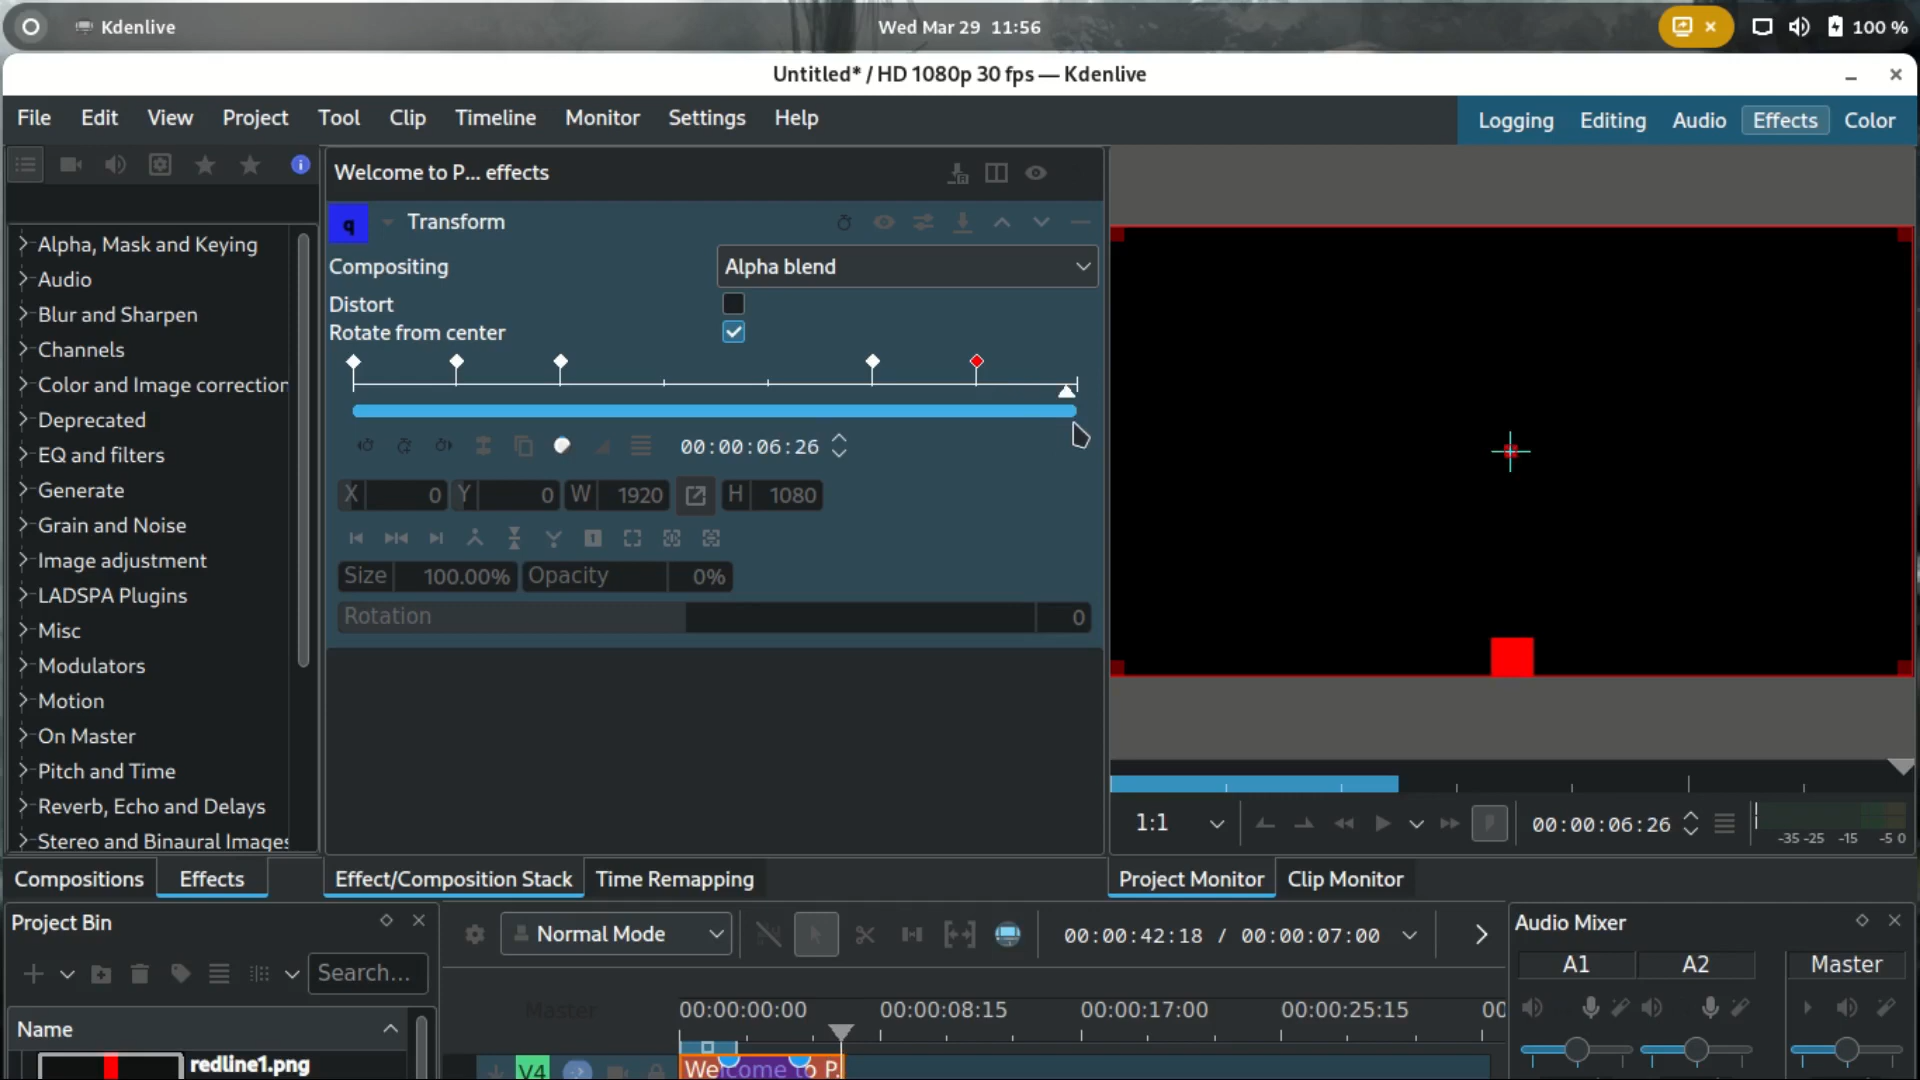 Kdenlive
Wed Mar 29 11:56
100 %
Untitled* / HD 1080p 30 fps — Kdenlive
File Edit View Project Tool Clip Timeline Monitor Settings Help
Logging Editing Audio Effects Color
Welcome to P... effects
q Transform
Compositing Alpha blend
Distort
Rotate from center
00:00:06:26
X 0 Y 0 W 1920 H 1080
Size 100.00% Opacity 0%
Rotation 0
Alpha, Mask and Keying
Audio
Blur and Sharpen
Channels
Color and Image correction
Deprecated
EQ and filters
Generate
Grain and Noise
Image adjustment
LADSPA Plugins
Misc
Modulators
Motion
On Master
Pitch and Time
Reverb, Echo and Delays
Stereo and Binaural Images
1:1
00:00:06:26
-35 -25 -15 -5 0
Compositions Effects
Effect/Composition Stack Time Remapping
Project Monitor Clip Monitor
Project Bin
Search...
Name
redline1.png
Normal Mode
00:00:42:18 / 00:00:07:00
Master
00:00:00:00 00:00:08:15 00:00:17:00 00:00:25:15 00
V4
Welcome to P.
Audio Mixer
A1 A2 Master